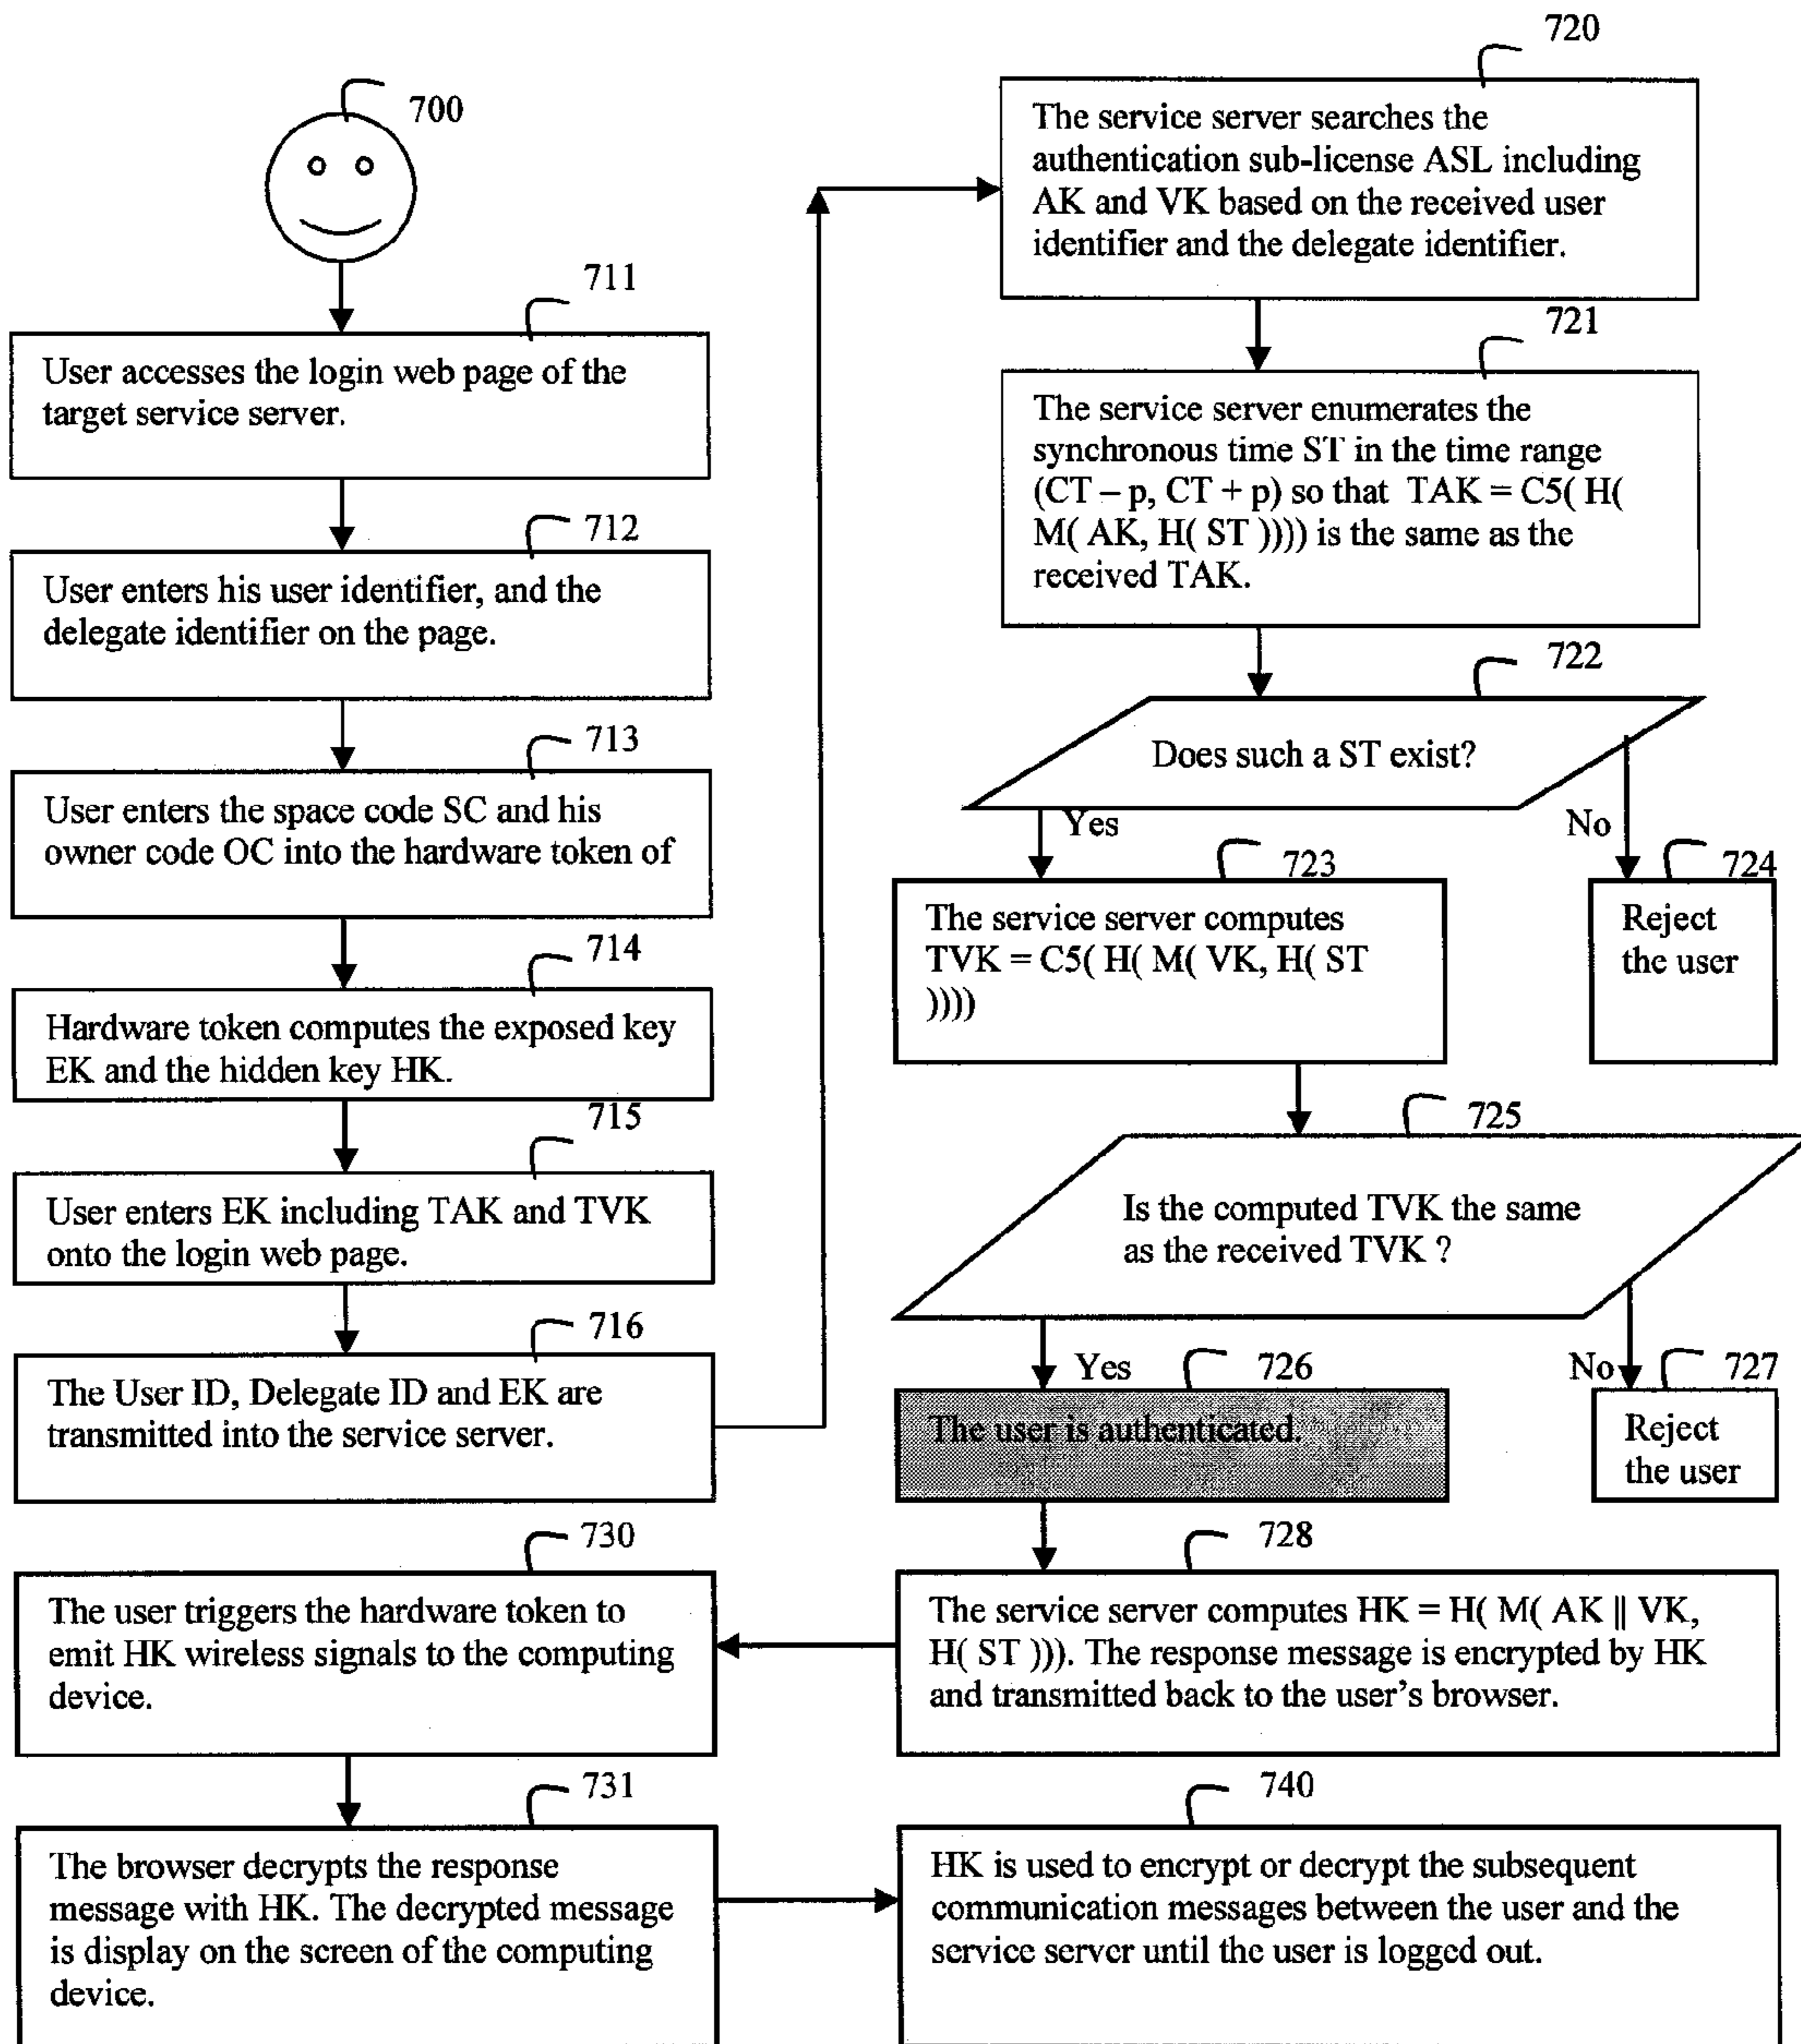 700
711
User accesses the login web page of the
target service server.
712
User enters his user identifier, and the
delegate identifier on the page.
713
User enters the space code SC and his
owner code OC into the hardware token of
714
Hardware token computes the exposed key
EK and the hidden key HK.
715
User enters EK including TAK and TVK
onto the login web page.
716
The User ID, Delegate ID and EK are
transmitted into the service server.
720
The service server searches the
authentication sub-license ASL including
AK and VK based on the received user
identifier and the delegate identifier.
721
The service server enumerates the
synchronous time ST in the time range
(CT – p, CT + p) so that TAK = C5( H(
M( AK, H( ST )))) is the same as the
received TAK.
722
Does such a ST exist?
Yes
No
723
The service server computes
TVK = C5( H( M( VK, H( ST
))))
724
Reject
the user
725
Is the computed TVK the same
as the received TVK ?
Yes
No
726
The user is authenticated.
727
Reject
the user
728
The service server computes HK = H( M( AK || VK,
H( ST ))). The response message is encrypted by HK
and transmitted back to the user's browser.
730
The user triggers the hardware token to
emit HK wireless signals to the computing
device.
731
The browser decrypts the response
message with HK. The decrypted message
is display on the screen of the computing
device.
740
HK is used to encrypt or decrypt the subsequent
communication messages between the user and the
service server until the user is logged out.